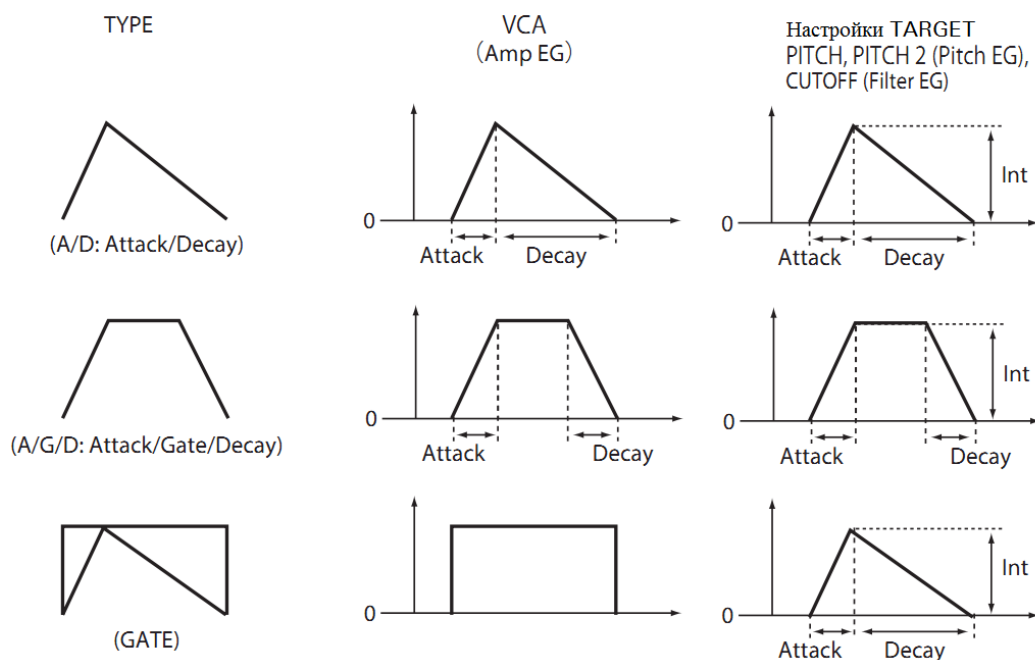 TYPE
VCA
(Amp EG)
Настройки TARGET
PITCH, PITCH 2 (Pitch EG),
CUTOFF (Filter EG)
0
Attack
Decay
0
Int
Attack
Decay
(A/D: Attack/Decay)
0
Attack
Decay
0
Int
Attack
Decay
(A/G/D: Attack/Gate/Decay)
0
0
Int
Attack
Decay
(GATE)